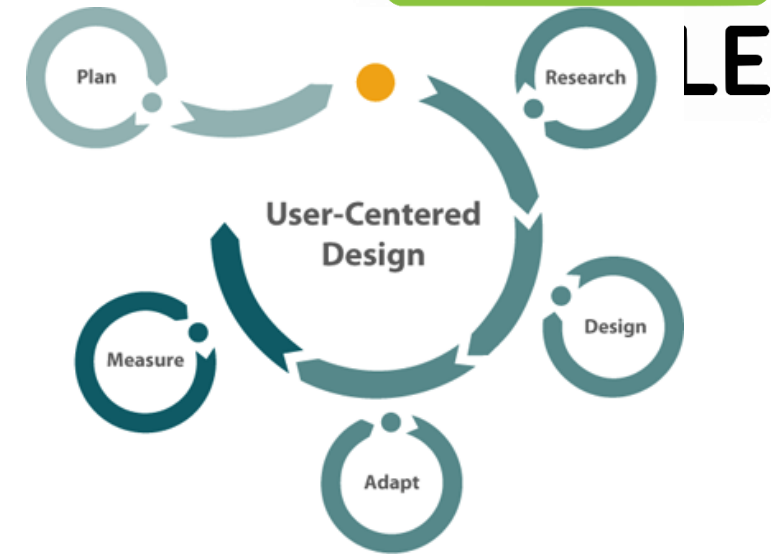 Plan
Research
LE
User-Centered
Design
Design
Measure
Adapt